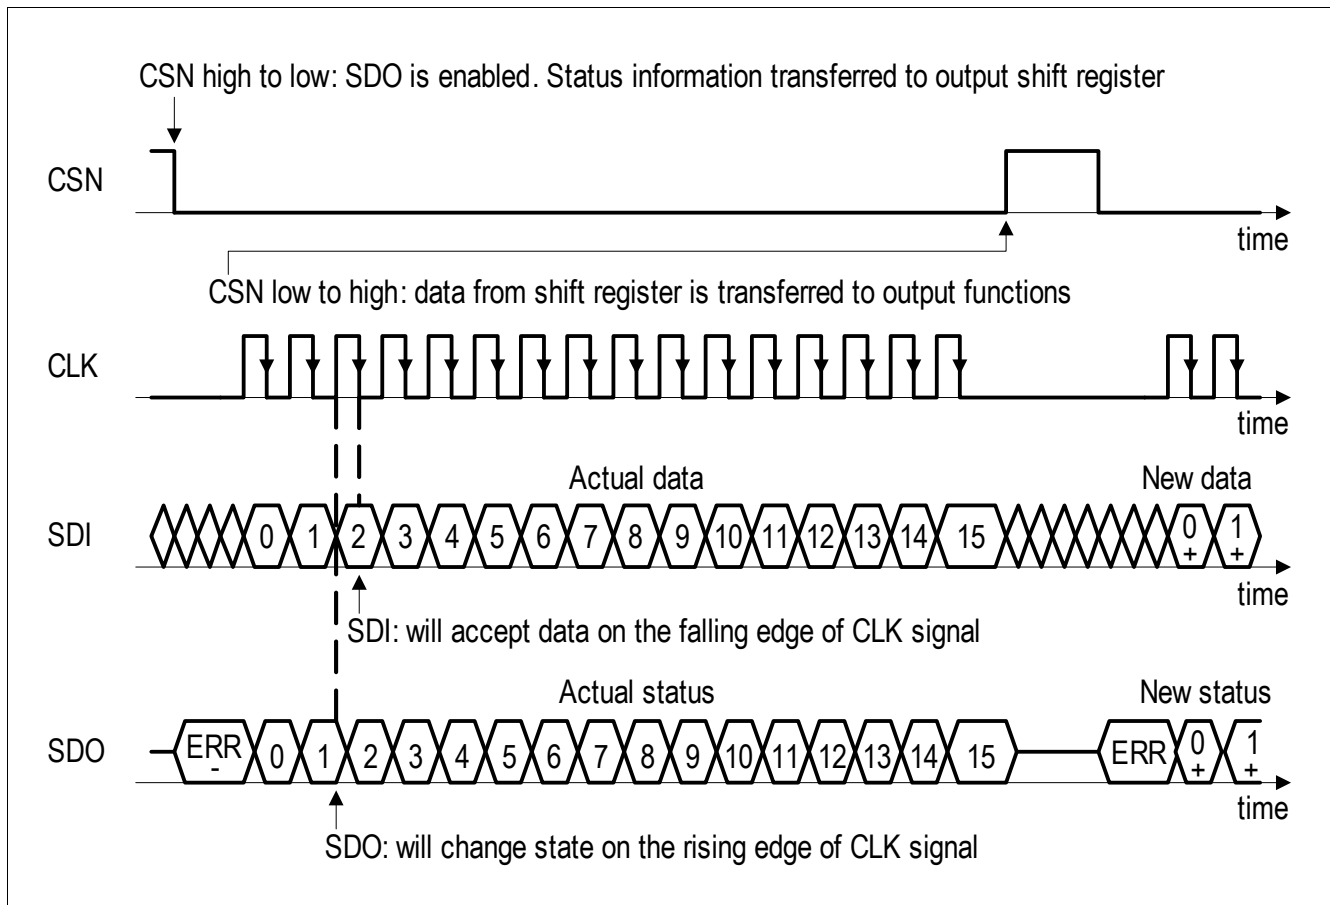 CSN high to low: SDO is enabled. Status information transferred to output shift register
CSN
time
CSN low to high: data from shift register is transferred to output functions
CLK
time
Actual data
New data
SDI
0 1 2 3 4 5 6 7 8 9 10 11 12 13 14 15 0 + 1 +
time
SDI: will accept data on the falling edge of CLK signal
Actual status
New status
SDO
ERR - 0 1 2 3 4 5 6 7 8 9 10 11 12 13 14 15 ERR 0 + 1 +
time
SDO: will change state on the rising edge of CLK signal